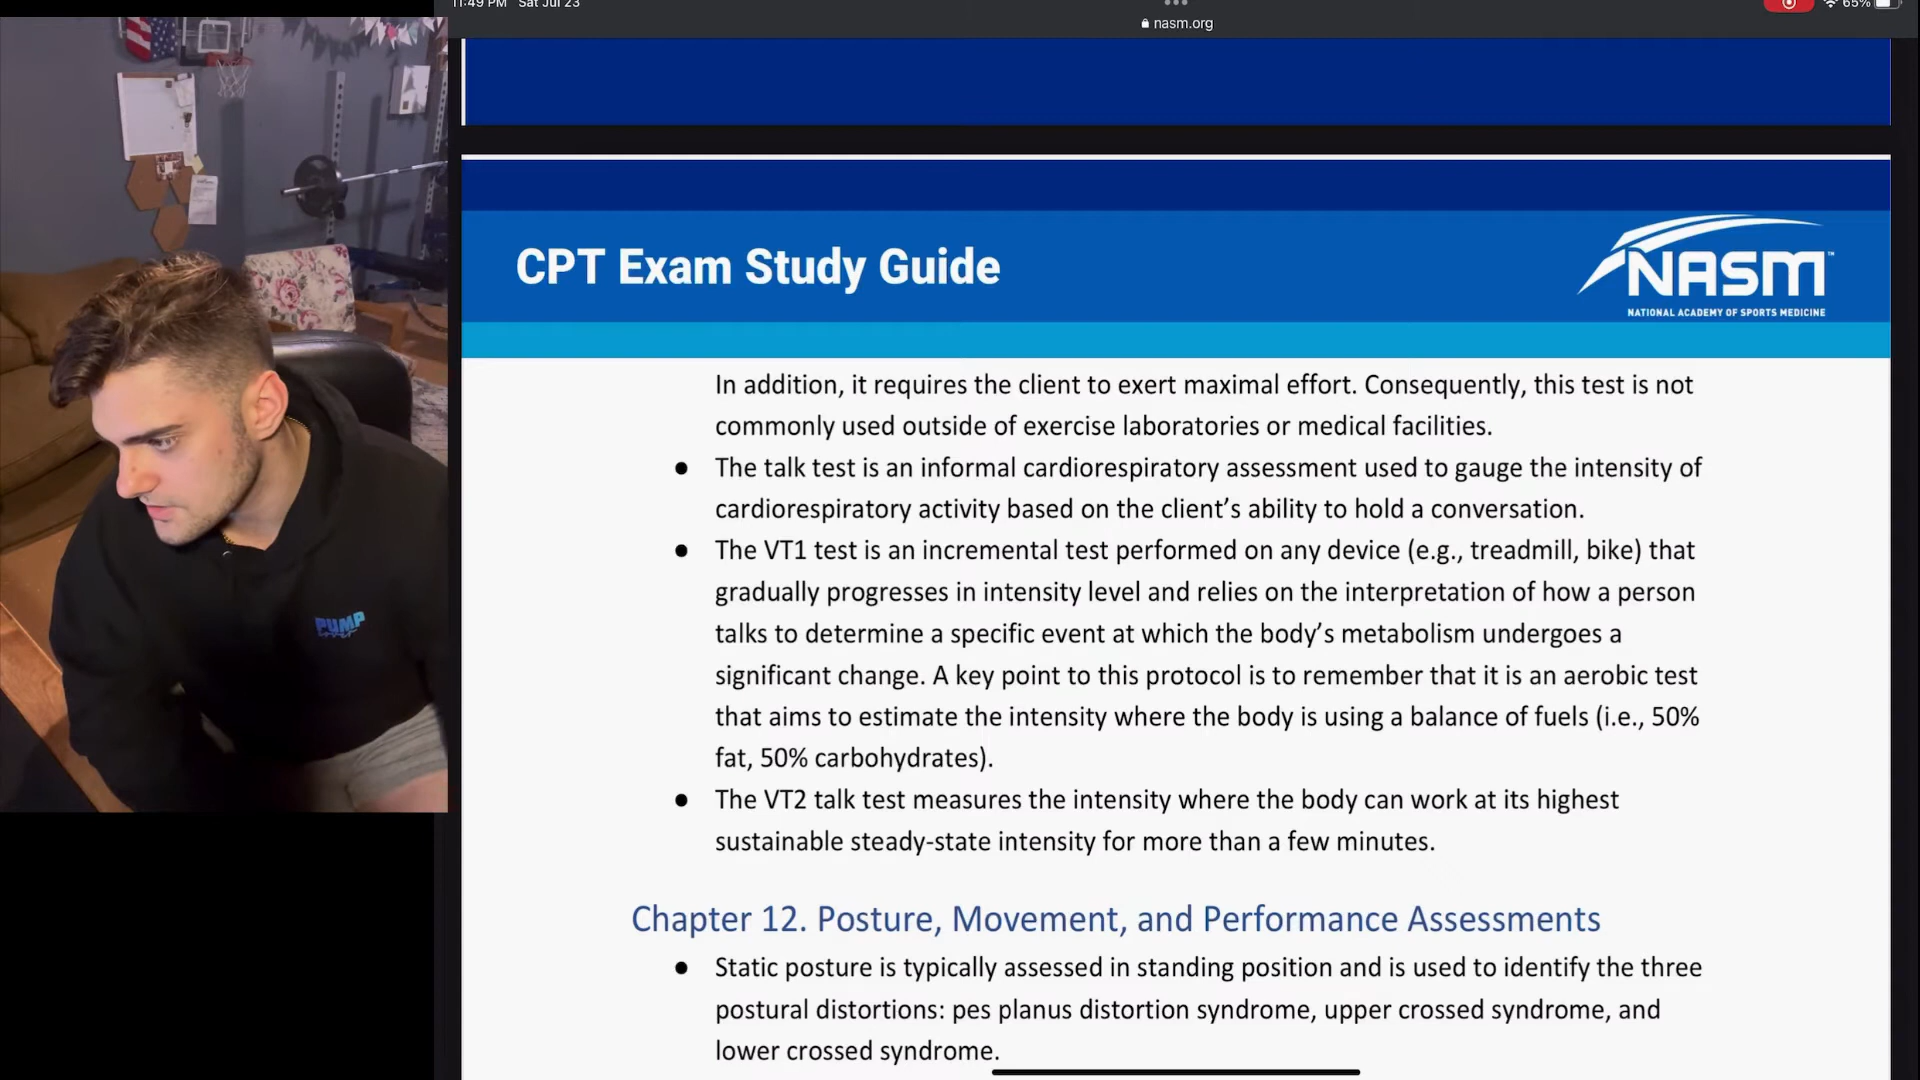 11:49 PM Sat Jul 23
65%
nasm.org
CPT Exam Study Guide
NASM™
NATIONAL ACADEMY OF SPORTS MEDICINE
In addition, it requires the client to exert maximal effort. Consequently, this test is not
commonly used outside of exercise laboratories or medical facilities.
● The talk test is an informal cardiorespiratory assessment used to gauge the intensity of
cardiorespiratory activity based on the client’s ability to hold a conversation.
● The VT1 test is an incremental test performed on any device (e.g., treadmill, bike) that
gradually progresses in intensity level and relies on the interpretation of how a person
talks to determine a specific event at which the body’s metabolism undergoes a
significant change. A key point to this protocol is to remember that it is an aerobic test
that aims to estimate the intensity where the body is using a balance of fuels (i.e., 50%
fat, 50% carbohydrates).
● The VT2 talk test measures the intensity where the body can work at its highest
sustainable steady-state intensity for more than a few minutes.
Chapter 12. Posture, Movement, and Performance Assessments
● Static posture is typically assessed in standing position and is used to identify the three
postural distortions: pes planus distortion syndrome, upper crossed syndrome, and
lower crossed syndrome.
PUMP